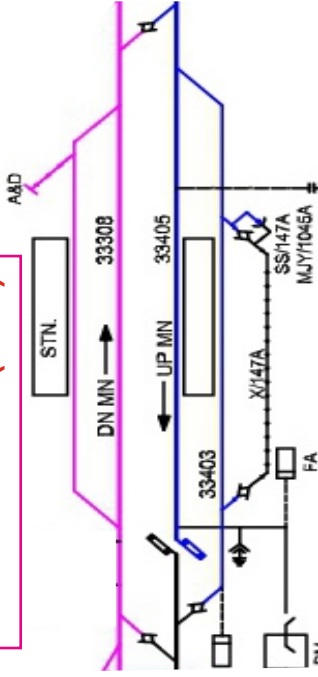 A&D
STN.
33308
DN MN
33405
UP MN
SS/147A
MJY/1045A
X/147A
33403
FA